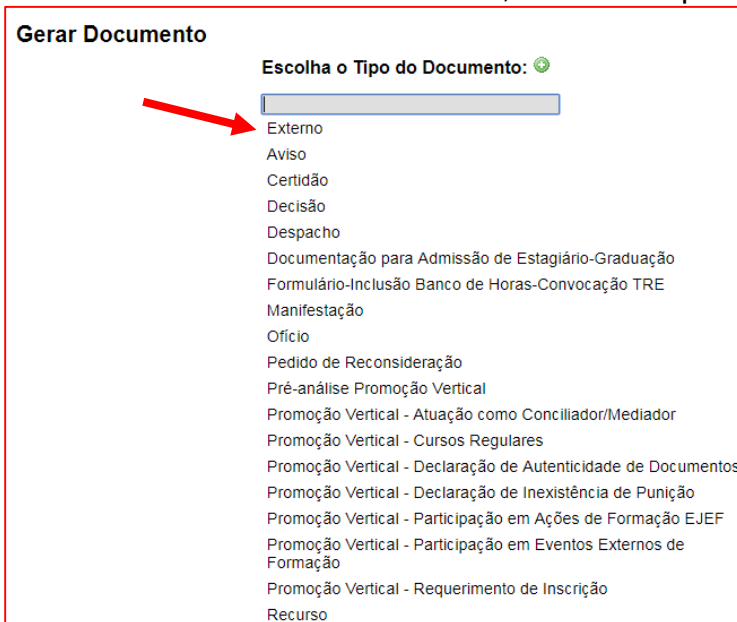 Gerar Documento
Escolha o Tipo do Documento:
Externo
Aviso
Certidão
Decisão
Despacho
Documentação para Admissão de Estagiário-Graduação
Formulário-Inclusão Banco de Horas-Convocação TRE
Manifestação
Ofício
Pedido de Reconsideração
Pré-análise Promoção Vertical
Promoção Vertical - Atuação como Conciliador/Mediador
Promoção Vertical - Cursos Regulares
Promoção Vertical - Declaração de Autenticidade de Documentos
Promoção Vertical - Declaração de Inexistência de Punição
Promoção Vertical - Participação em Ações de Formação EJEF
Promoção Vertical - Participação em Eventos Externos de
Formação
Promoção Vertical - Requerimento de Inscrição
Recurso